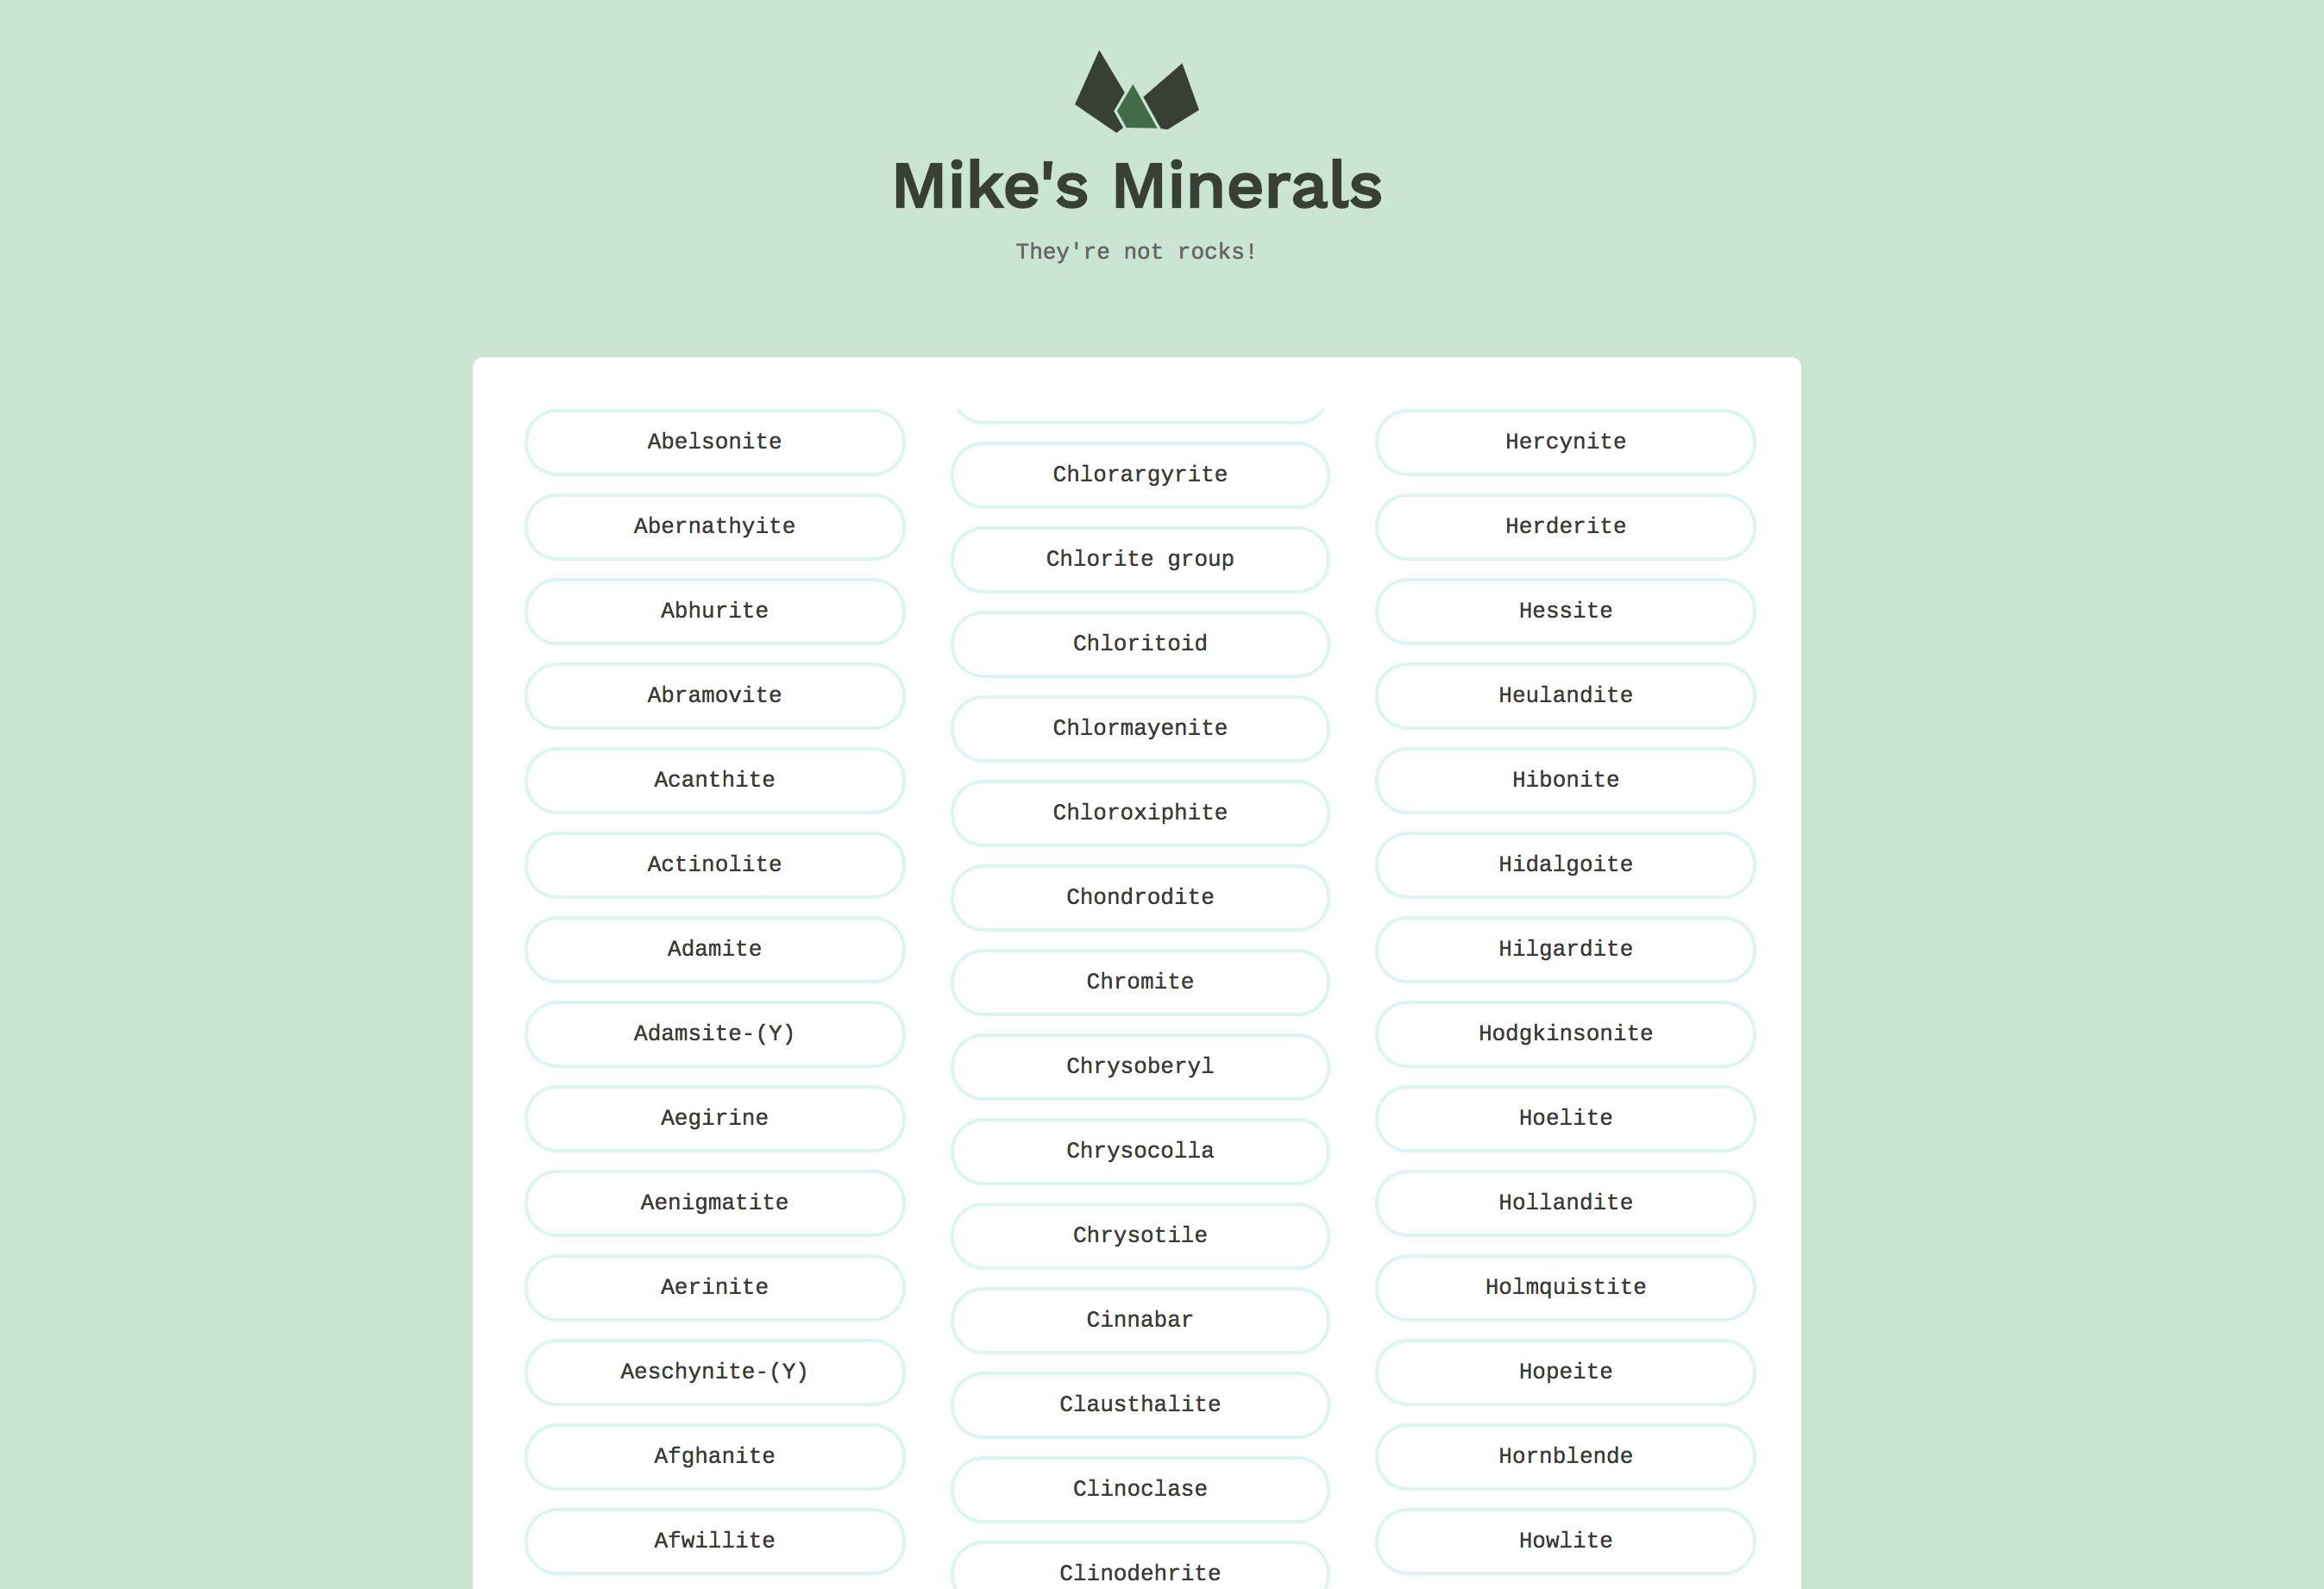 Mike's Minerals
They're not rocks!
Abelsonite
Abernathyite
Abhurite
Abramovite
Acanthite
Actinolite
Adamite
Adamsite-(Y)
Aegirine
Aenigmatite
Aerinite
Aeschynite-(Y)
Afghanite
Afwillite
Chlorargyrite
Chlorite group
Chloritoid
Chlormayenite
Chloroxiphite
Chondrodite
Chromite
Chrysoberyl
Chrysocolla
Chrysotile
Cinnabar
Clausthalite
Clinoclase
Clinodehrite
Hercynite
Herderite
Hessite
Heulandite
Hibonite
Hidalgoite
Hilgardite
Hodgkinsonite
Hoelite
Hollandite
Holmquistite
Hopeite
Hornblende
Howlite